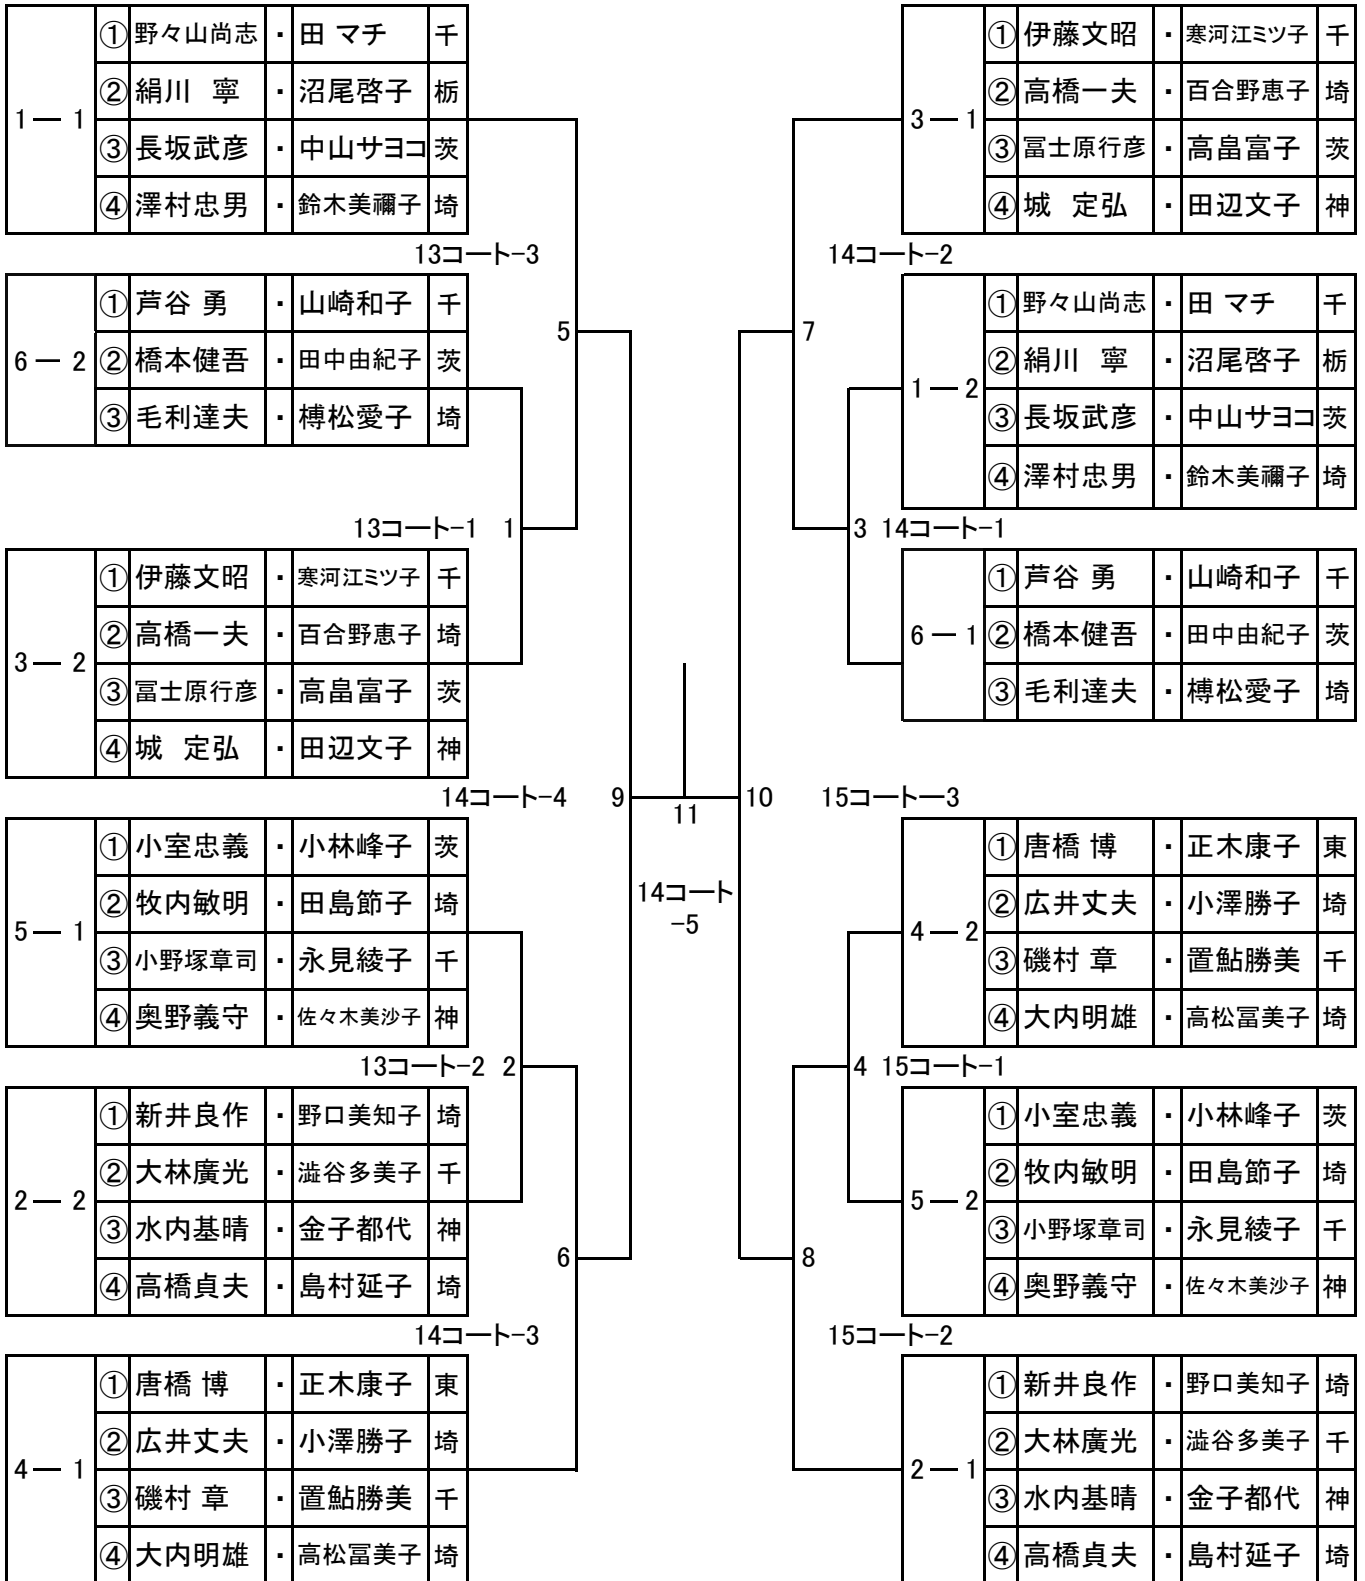 ① 野々山尚志 ・ 田 マチ 千
② 絹川 寧 ・ 沼尾啓子 栃
1 ー 1
③ 長坂武彦 ・ 中山サヨコ 茨
④ 澤村忠男 ・ 鈴木美禰子 埼
13コート-3
① 芦谷 勇 ・ 山崎和子 千
5
6 ー 2 ② 橋本健吾 ・ 田中由紀子 茨
③ 毛利達夫 ・ 榑松愛子 埼
13コート-1 1
① 伊藤文昭 ・ 寒河江ミツ子 千
② 高橋一夫 ・ 百合野恵子 埼
3 ー 2
③ 冨士原行彦 ・ 高畠富子 茨
④ 城 定弘 ・ 田辺文子 神
14コート-4 9
① 小室忠義 ・ 小林峰子 茨
② 牧内敏明 ・ 田島節子 埼
5 ー 1
③ 小野塚章司 ・ 永見綾子 千
④ 奥野義守 ・ 佐々木美沙子 神
13コート-2 2
① 新井良作 ・ 野口美知子 埼
② 大林廣光 ・ 澁谷多美子 千
2 ー 2
③ 水内基晴 ・ 金子都代 神
6
④ 高橋貞夫 ・ 島村延子 埼
14コート-3
① 唐橋 博 ・ 正木康子 東
② 広井丈夫 ・ 小澤勝子 埼
4 ー 1
③ 磯村 章 ・ 置鮎勝美 千
④ 大内明雄 ・ 高松冨美子 埼
11
14コート
-5
① 伊藤文昭 ・ 寒河江ミツ子 千
② 高橋一夫 ・ 百合野恵子 埼
3 ー 1
③ 冨士原行彦 ・ 高畠富子 茨
④ 城 定弘 ・ 田辺文子 神
14コート-2
① 野々山尚志 ・ 田 マチ 千
7
② 絹川 寧 ・ 沼尾啓子 栃
1 ー 2
③ 長坂武彦 ・ 中山サヨコ 茨
④ 澤村忠男 ・ 鈴木美禰子 埼
3 14コート-1
① 芦谷 勇 ・ 山崎和子 千
6 ー 1 ② 橋本健吾 ・ 田中由紀子 茨
③ 毛利達夫 ・ 榑松愛子 埼
10 15コートー3
① 唐橋 博 ・ 正木康子 東
② 広井丈夫 ・ 小澤勝子 埼
4 ー 2
③ 磯村 章 ・ 置鮎勝美 千
④ 大内明雄 ・ 高松冨美子 埼
4 15コート-1
① 小室忠義 ・ 小林峰子 茨
② 牧内敏明 ・ 田島節子 埼
5 ー 2
③ 小野塚章司 ・ 永見綾子 千
8
④ 奥野義守 ・ 佐々木美沙子 神
15コート-2
① 新井良作 ・ 野口美知子 埼
② 大林廣光 ・ 澁谷多美子 千
2 ー 1
③ 水内基晴 ・ 金子都代 神
④ 高橋貞夫 ・ 島村延子 埼